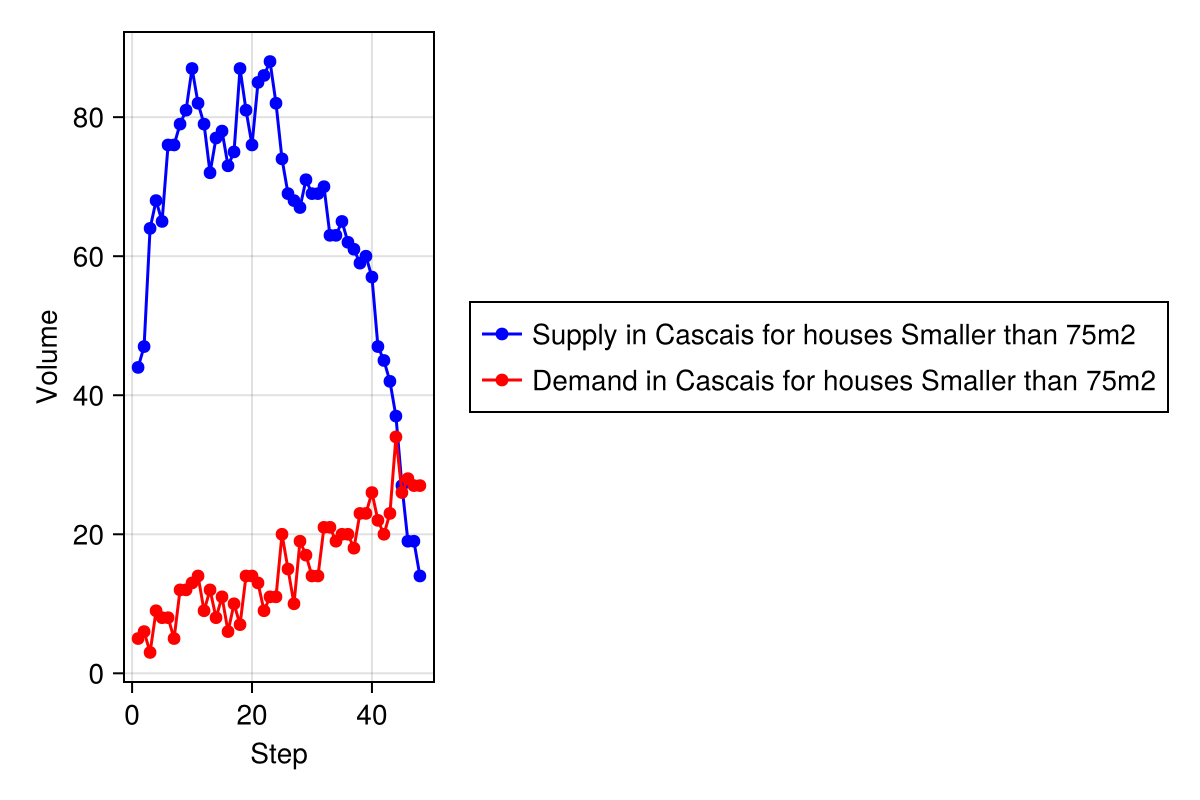 80
60
40
20
0
Volume
0 20 40
Step
Supply in Cascais for houses Smaller than 75m2
Demand in Cascais for houses Smaller than 75m2